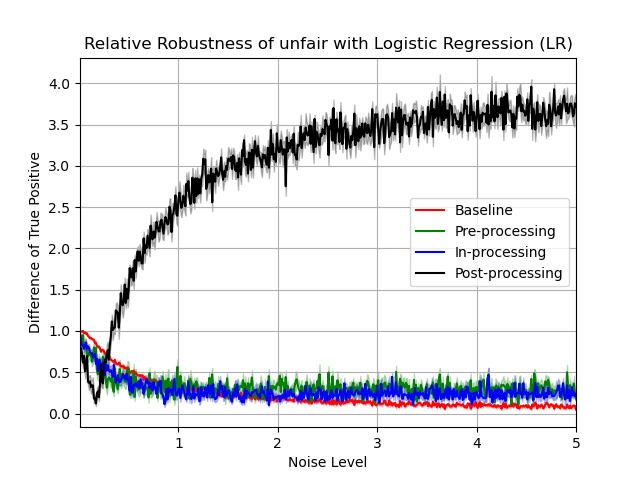 Relative Robustness of unfair with Logistic Regression (LR)
Difference of True Positive
4.0
3.5
3.0
2.5
2.0
1.5
1.0
0.5
0.0
Baseline
Pre-processing
In-processing
Post-processing
1 2 3 4 5
Noise Level